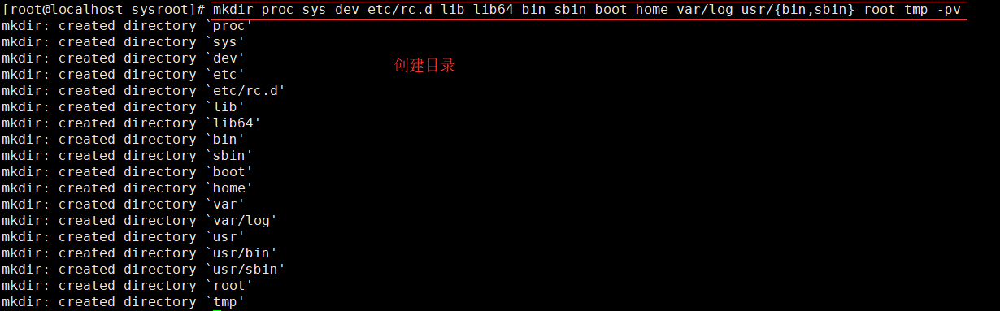 [root@localhost sysroot]# mkdir proc sys dev etc/rc.d lib lib64 bin sbin boot home var/log usr/{bin,sbin} root tmp -pv
mkdir: created directory `proc'
mkdir: created directory `sys'
mkdir: created directory `dev'
创建目录
mkdir: created directory `etc'
mkdir: created directory `etc/rc.d'
mkdir: created directory `lib'
mkdir: created directory `lib64'
mkdir: created directory `bin'
mkdir: created directory `sbin'
mkdir: created directory `boot'
mkdir: created directory `home'
mkdir: created directory `var'
mkdir: created directory `var/log'
mkdir: created directory `usr'
mkdir: created directory `usr/bin'
mkdir: created directory `usr/sbin'
mkdir: created directory `root'
mkdir: created directory `tmp'